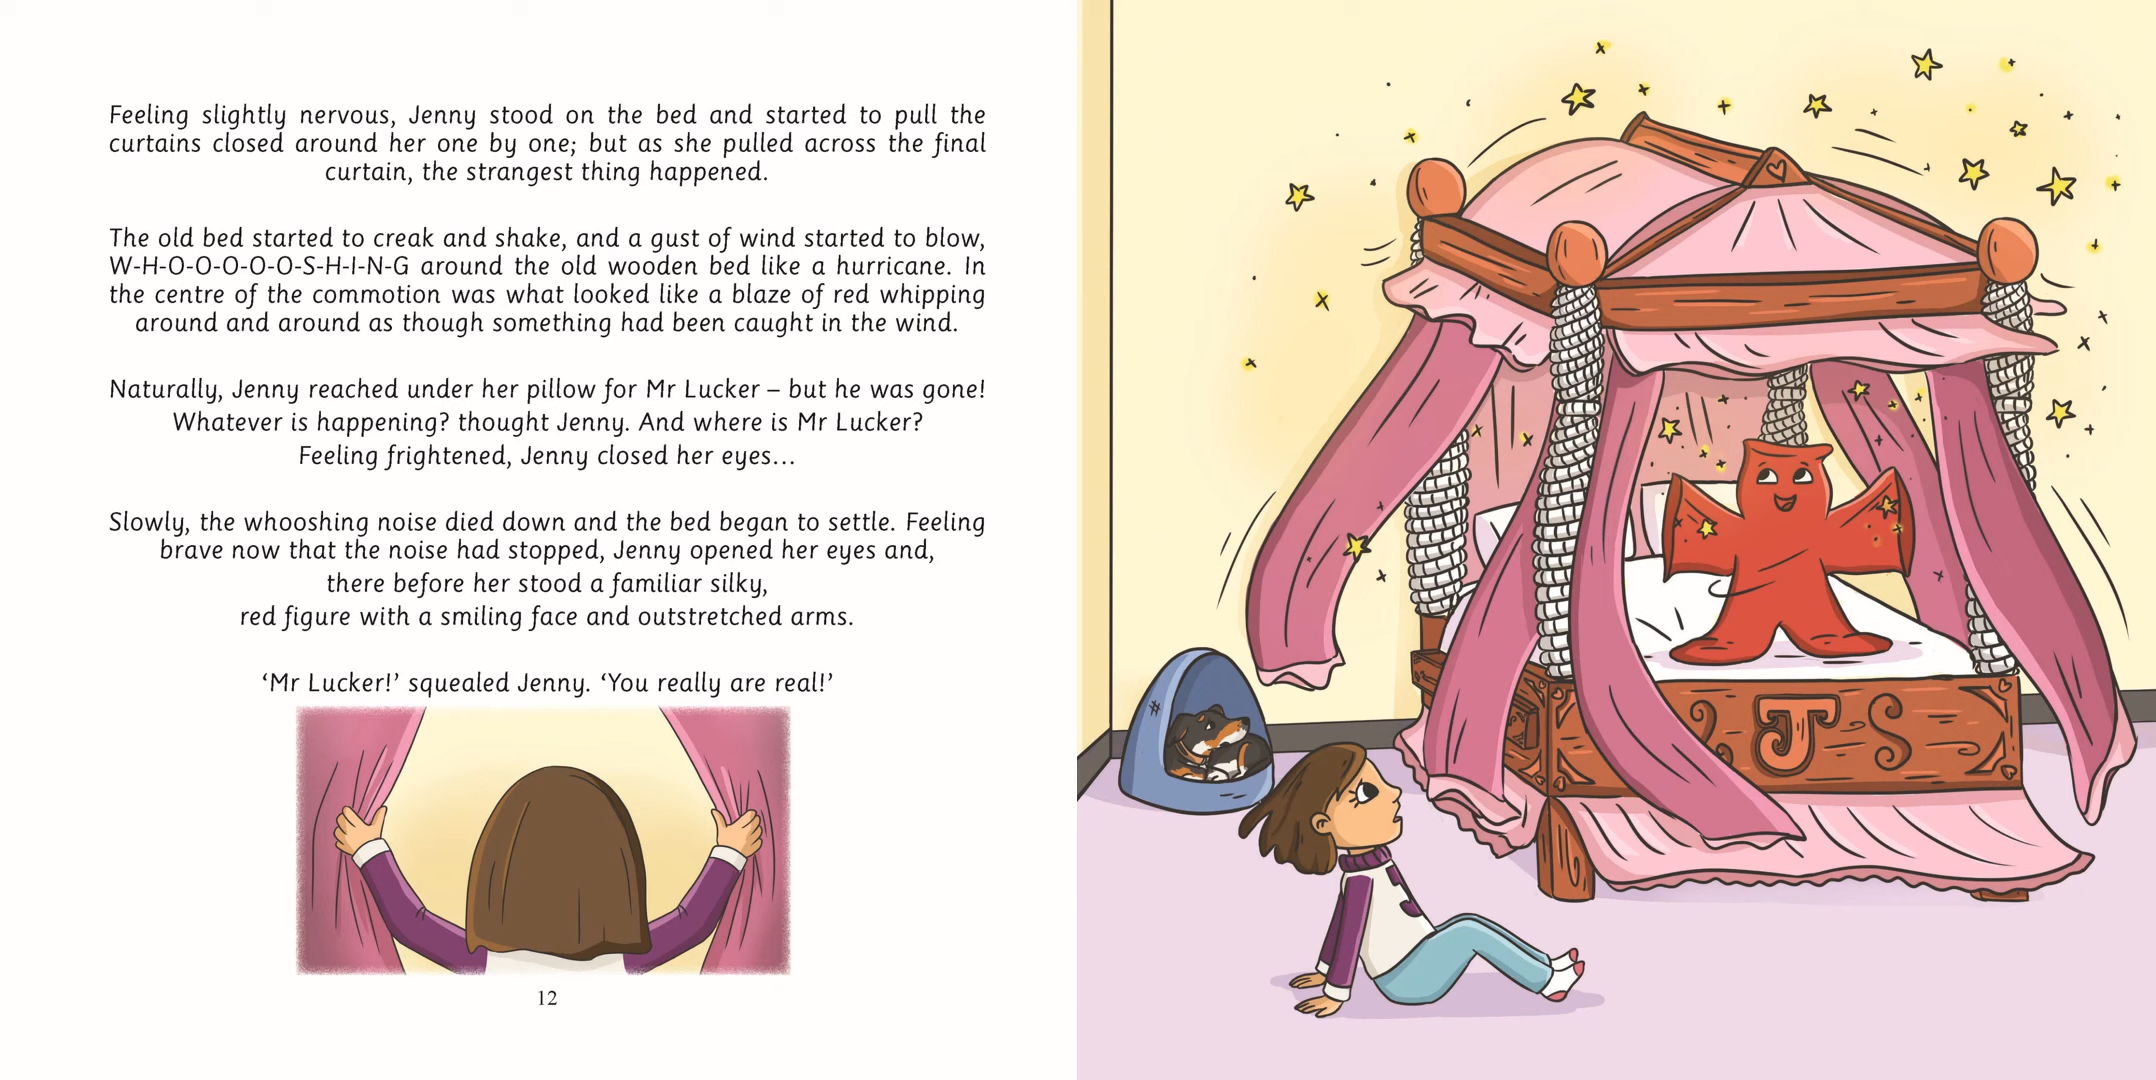 Feeling slightly nervous, Jenny stood on the bed and started to pull the
curtains closed around her one by one; but as she pulled across the final
curtain, the strangest thing happened.
The old bed started to creak and shake, and a gust of wind started to blow,
W-H-O-O-O-O-O-S-H-I-N-G around the old wooden bed like a hurricane. In
the centre of the commotion was what looked like a blaze of red whipping
around and around as though something had been caught in the wind.
Naturally, Jenny reached under her pillow for Mr Lucker – but he was gone!
Whatever is happening? thought Jenny. And where is Mr Lucker?
Feeling frightened, Jenny closed her eyes…
Slowly, the whooshing noise died down and the bed began to settle. Feeling
brave now that the noise had stopped, Jenny opened her eyes and,
there before her stood a familiar silky,
red figure with a smiling face and outstretched arms.
‘Mr Lucker!’ squealed Jenny. ‘You really are real!’
12
J